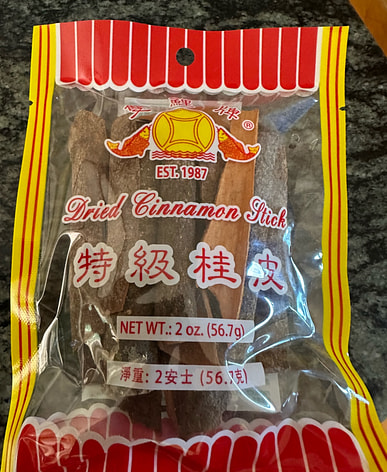 ®
EST. 1987
Dried Cinnamon Stick
特級桂皮
NET WT.: 2 oz. (56.7g)
淨重: 2安士 (56.7克)